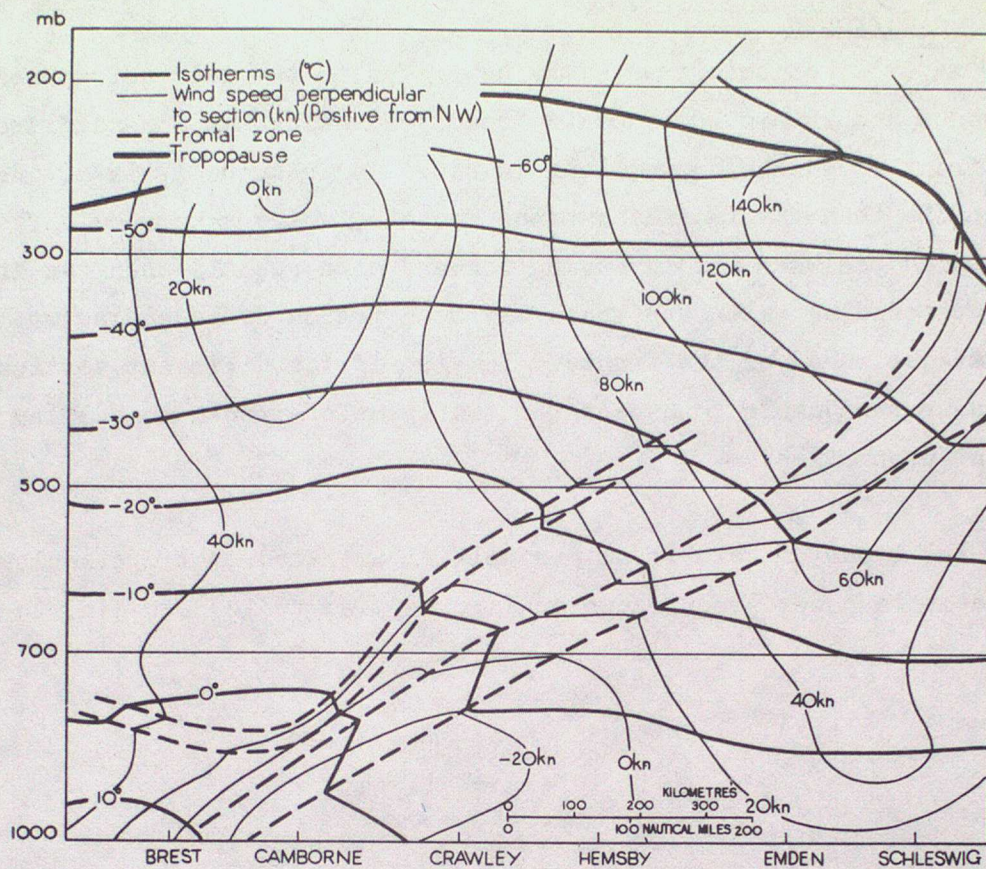 mb
200
Isotherms (°C)
Wind speed perpendicular
to section (kn) (Positive from NW)
Frontal zone
Tropopause
-60°
0kn
140kn
-50°
300
120kn
20kn
100kn
-40°
80kn
-30°
500
-20°
40kn
60kn
-10°
700
0°
40kn
-20kn
0kn
10°
KILOMETRES
0 100 200 300
20kn
0 100 NAUTICAL MILES 200
1000
BREST CAMBORNE CRAWLEY HEMSBY EMDEN SCHLESWIG